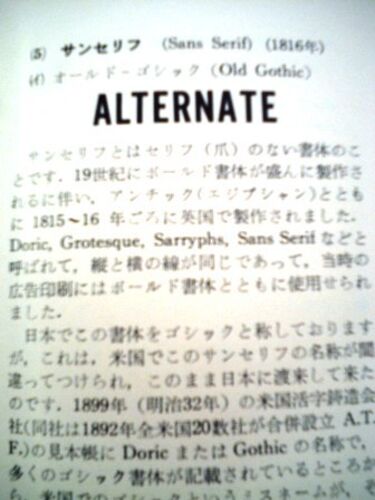 (5) サンセリフ (Sans Serif) (1816年)
(イ) オールド－ゴシック (Old Gothic)
ALTERNATE
サンセリフとはセリフ（爪）のない書体のこ
とです．19世紀にボールド書体が盛んに製作さ
れるに伴い，アンチック(エジプシャン)ととも
に 1815～16 年ごろに英国で製作されました．
Doric, Grotesque, Sarryphs, Sans Serif などと
呼ばれて，縦と横の線が同じであって，当時の
広告印刷にはボールド書体とともに使用せられ
ました．
日本でこの書体をゴシックと称しております
が，これは，米国でこのサンセリフの名称が間
違ってつけられ，このまま日本に渡来して来た
のです．1899年（明治32年）の米国活字鋳造会
社(同社は1892年全米国20数社が合併設立 A.T.
F.)の見本帳に Doric または Gothic の名称で，
多くのゴシック書体が記載されているところか
ら，米国でのゴシックという